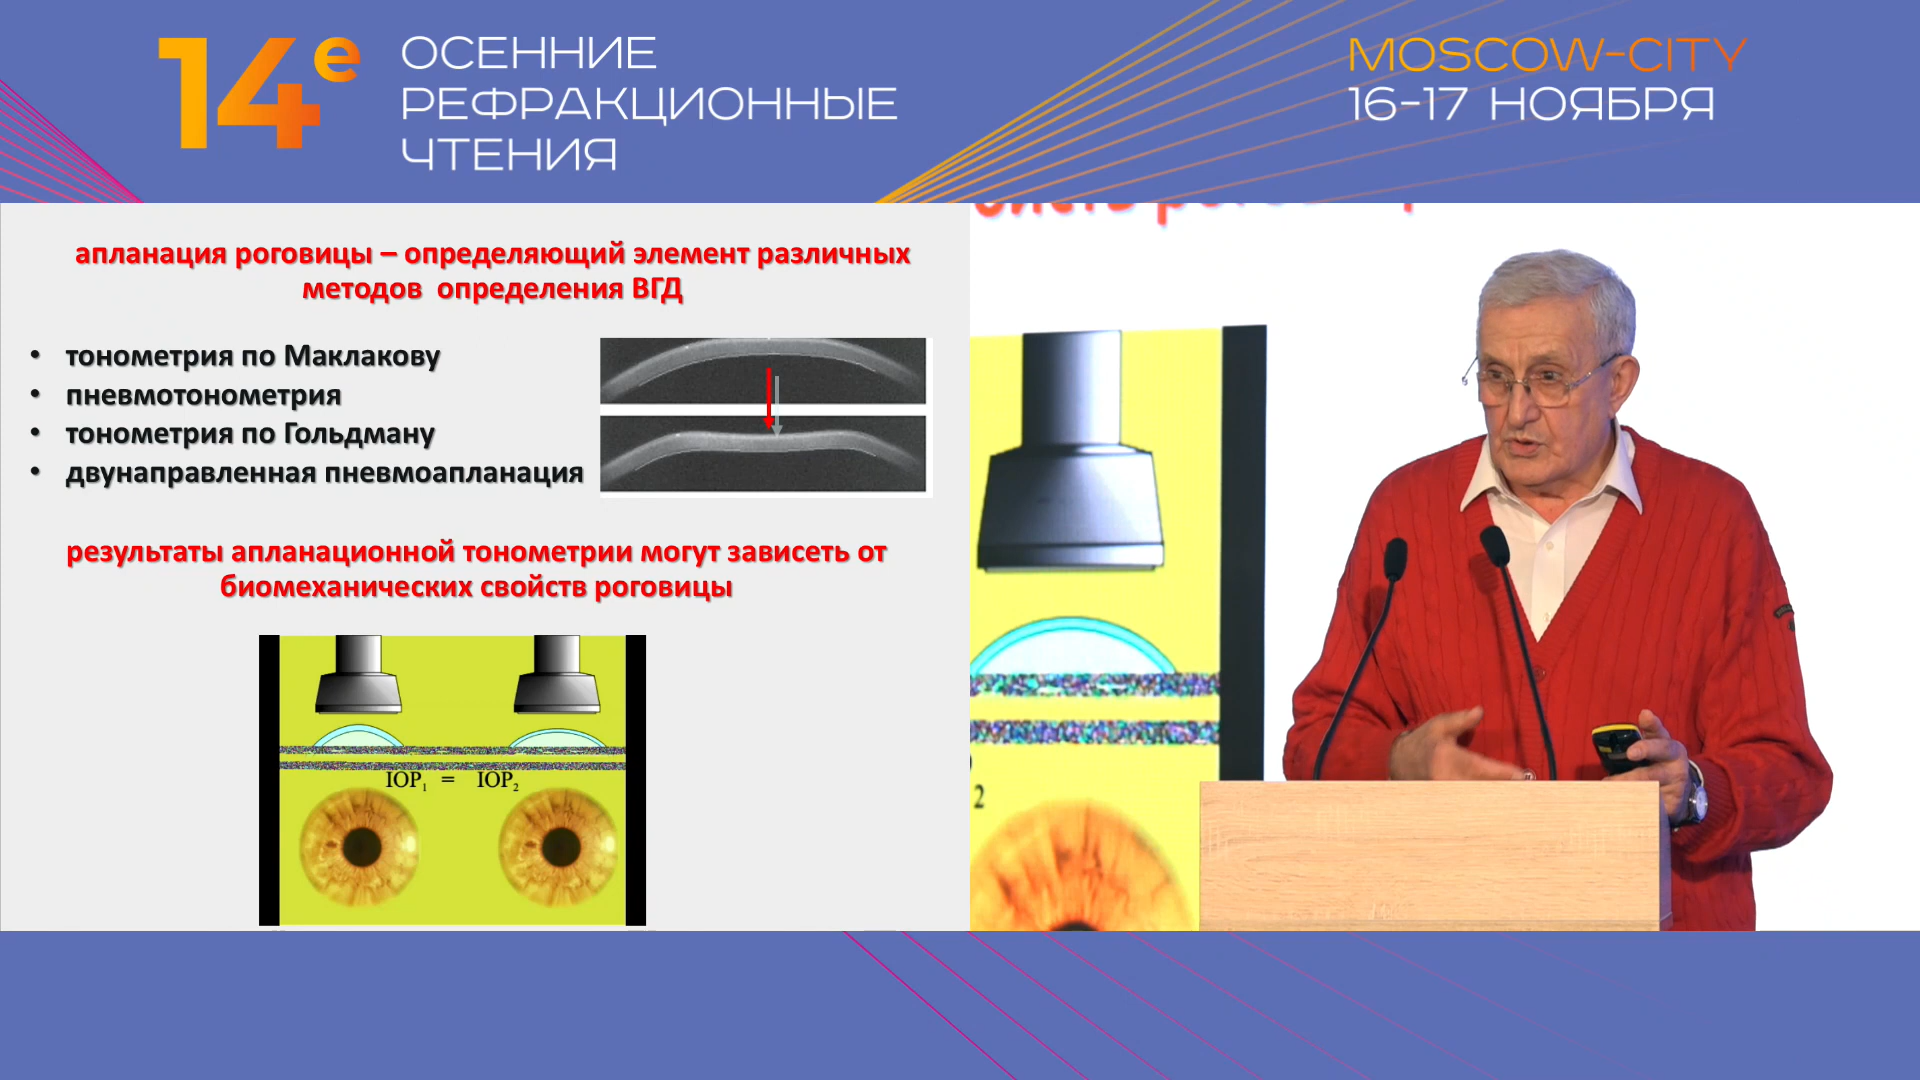 14е
ОСЕННИЕ
РЕФРАКЦИОННЫЕ
ЧТЕНИЯ
MOSCOW-CITY
16-17 НОЯБРЯ
апланация роговицы – определяющий элемент различных
методов определения ВГД
• тонометрия по Маклакову
• пневмотонометрия
• тонометрия по Гольдману
• двунаправленная пневмоапланация
результаты апланационной тонометрии могут зависеть от
биомеханических свойств роговицы
IOP1 = IOP2
2